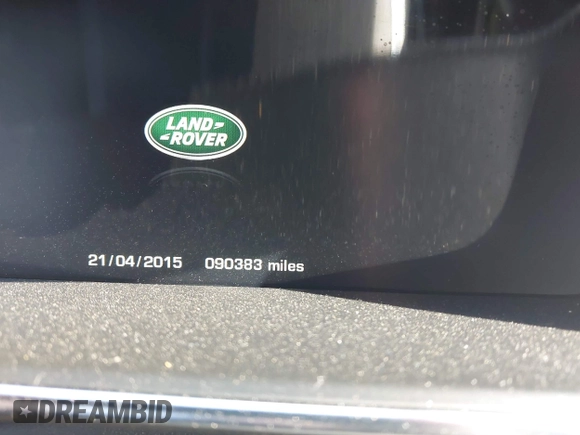 LAND
ROVER
21/04/2015 090383 miles
DREAMBID